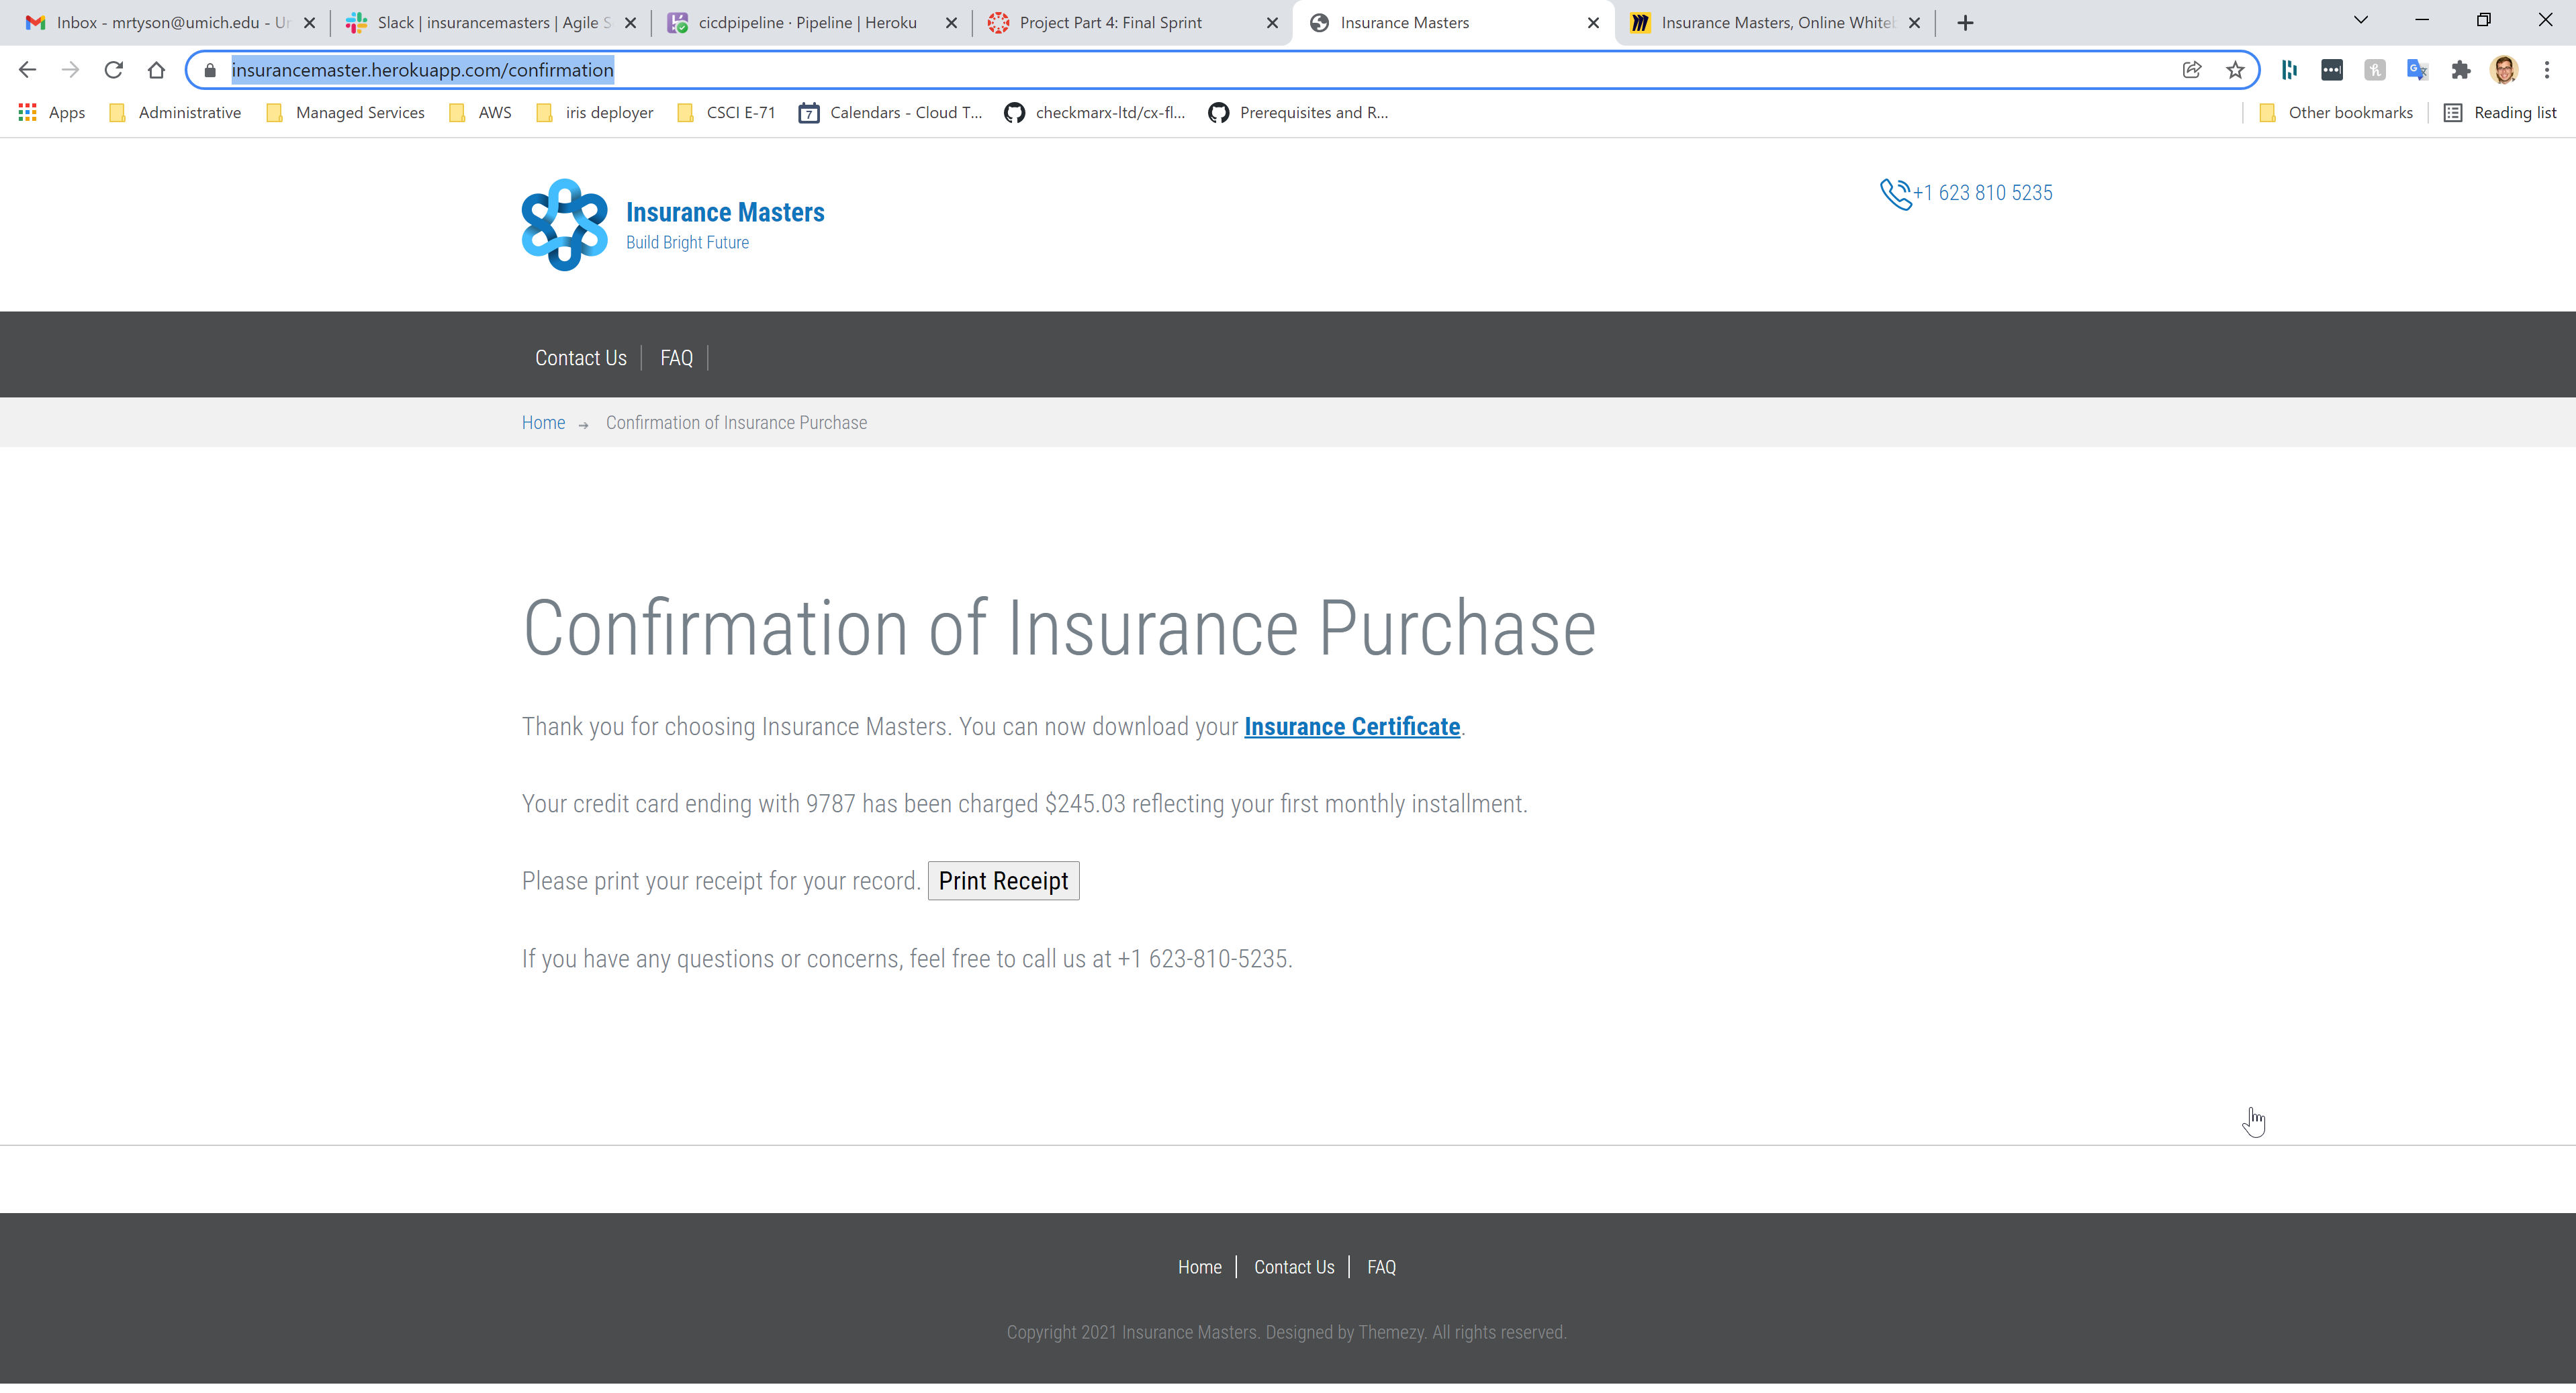 Inbox - mrtyson@umich.edu - Un
Slack | insurancemasters | Agile S
cicdpipeline · Pipeline | Heroku
Project Part 4: Final Sprint
Insurance Masters
Insurance Masters, Online Whiteb
insurancemaster.herokuapp.com/confirmation
Apps
Administrative
Managed Services
AWS
iris deployer
CSCI E-71
Calendars - Cloud T...
checkmarx-ltd/cx-fl...
Prerequisites and R...
Other bookmarks
Reading list
Insurance Masters
Build Bright Future
+1 623 810 5235
Contact Us
FAQ
Home → Confirmation of Insurance Purchase
Confirmation of Insurance Purchase
Thank you for choosing Insurance Masters. You can now download your Insurance Certificate.
Your credit card ending with 9787 has been charged $245.03 reflecting your first monthly installment.
Please print your receipt for your record. Print Receipt
If you have any questions or concerns, feel free to call us at +1 623-810-5235.
Home
Contact Us
FAQ
Copyright 2021 Insurance Masters. Designed by Themezy. All rights reserved.